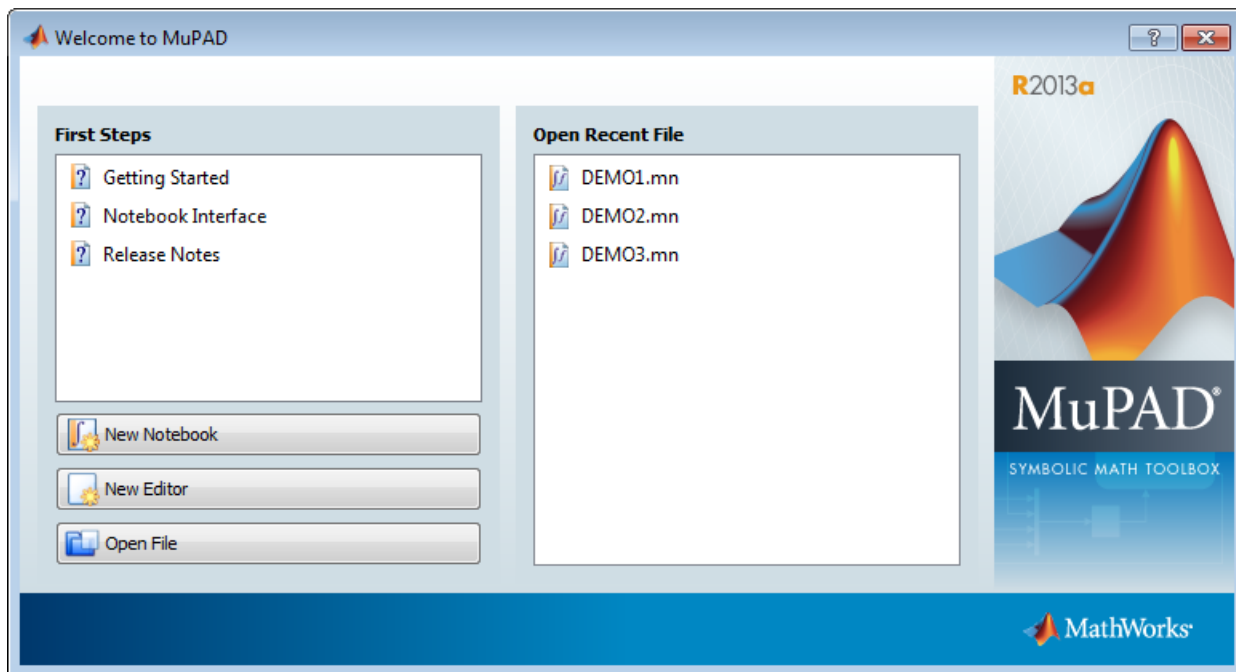 Welcome to MuPAD
?
R2013a
First Steps
? Getting Started
? Notebook Interface
? Release Notes
New Notebook
New Editor
Open File
Open Recent File
DEMO1.mn
DEMO2.mn
DEMO3.mn
MuPAD®
SYMBOLIC MATH TOOLBOX
MathWorks